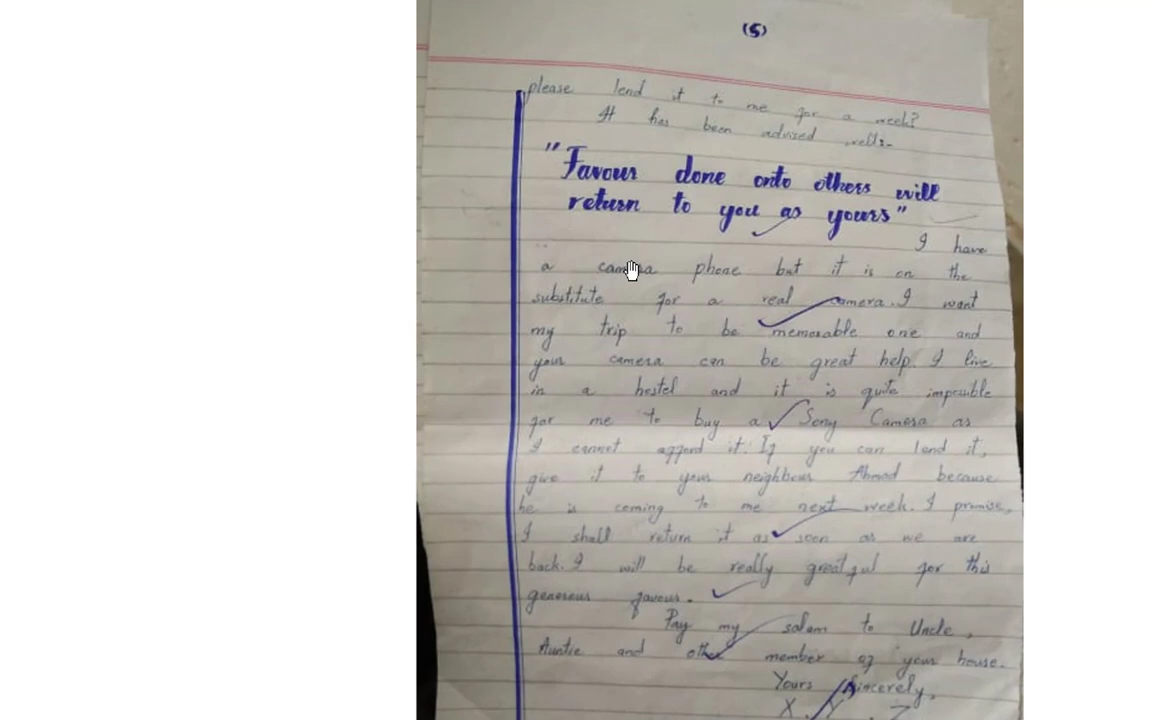 (5)
please lend it to me for a week?
It has been advised well:-
"Favour done onto others will
return to you as yours"
I have
a camera phone but it is on the
substitute for a real camera. I want
my trip to be memorable one and
your camera can be great help. I live
in a hostel and it is quite impossible
for me to buy a Sony Camera as
I cannot afford it. If you can lend it,
give it to your neighbour Ahmad because
he is coming to me next week. I promise,
I shall return it as soon as we are
back. I will be really greatful for this
generous favour.
Pay my salam to Uncle,
Auntie and other member of your house.
Yours Sincerely,
X Y Z